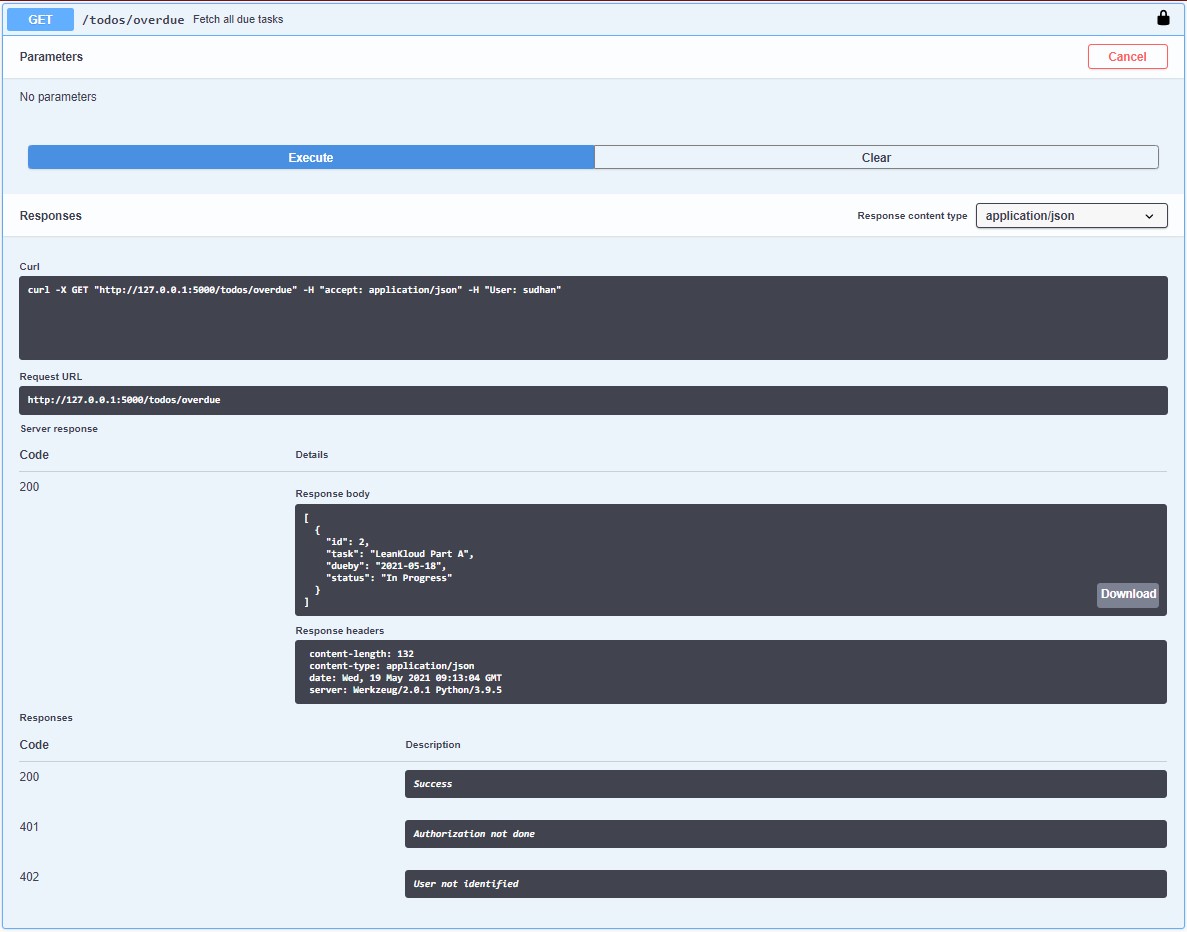 GET /todos/overdue Fetch all due tasks
Parameters Cancel
No parameters
Execute Clear
Responses Response content type application/json
Curl
curl -X GET "http://127.0.0.1:5000/todos/overdue" -H "accept: application/json" -H "User: sudhan"
Request URL
http://127.0.0.1:5000/todos/overdue
Server response
Code Details
200
Response body
[
  {
    "id": 2,
    "task": "LeanKloud Part A",
    "dueby": "2021-05-18",
    "status": "In Progress"
  }
]
Download
Response headers
content-length: 132
content-type: application/json
date: Wed, 19 May 2021 09:13:04 GMT
server: Werkzeug/2.0.1 Python/3.9.5
Responses
Code Description
200 Success
401 Authorization not done
402 User not identified